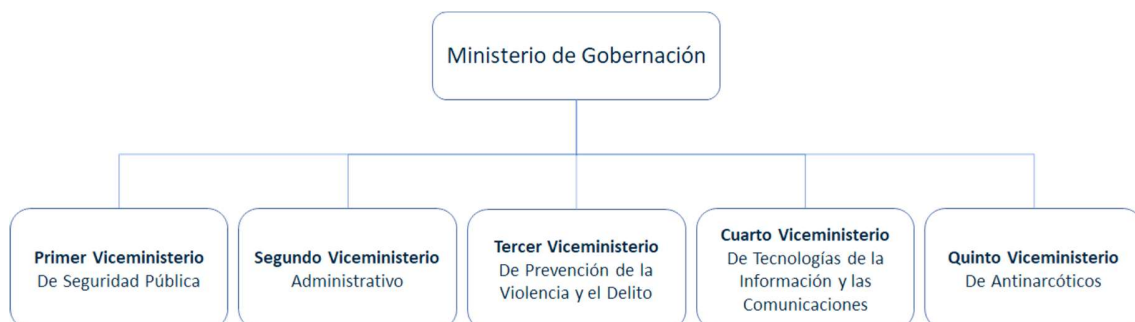 Ministerio de Gobernación
Primer Viceministerio
De Seguridad Pública
Segundo Viceministerio
Administrativo
Tercer Viceministerio
De Prevención de la
Violencia y el Delito
Cuarto Viceministerio
De Tecnologías de la
Información y las
Comunicaciones
Quinto Viceministerio
De Antinarcóticos